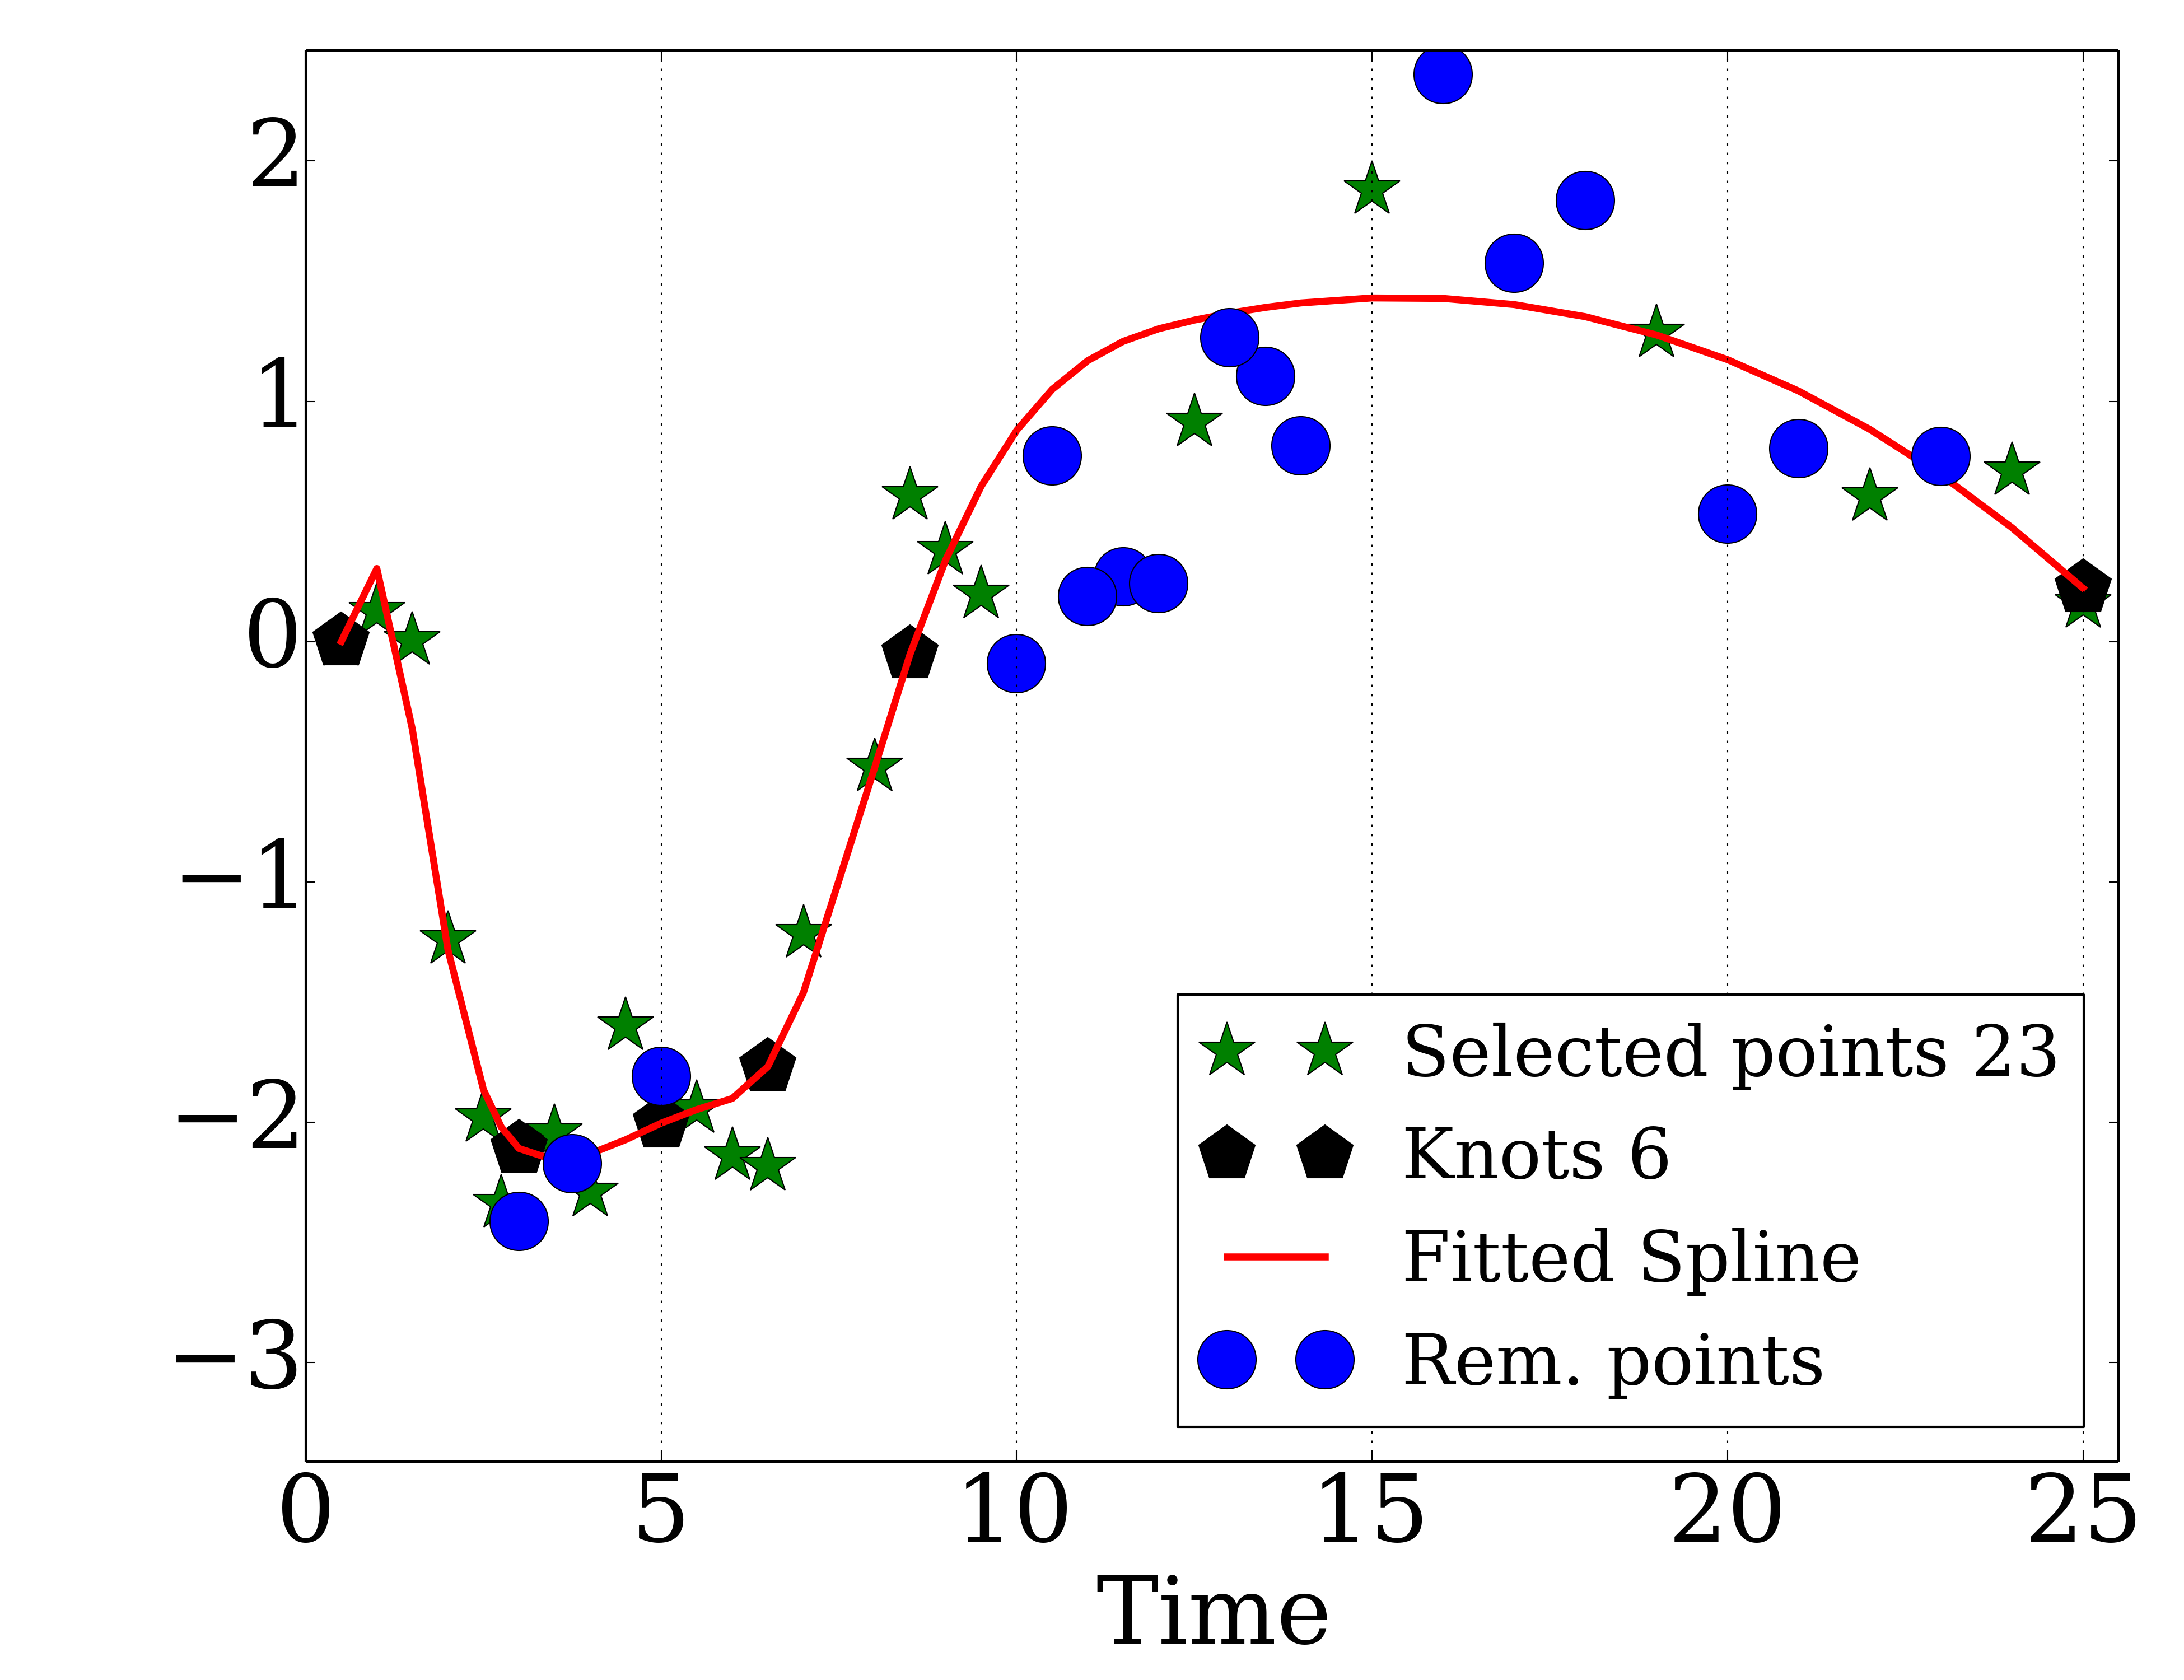 2
1
0
−1
−2
−3
0 5 10 15 20 25
Time
Selected points 23
Knots 6
Fitted Spline
Rem. points